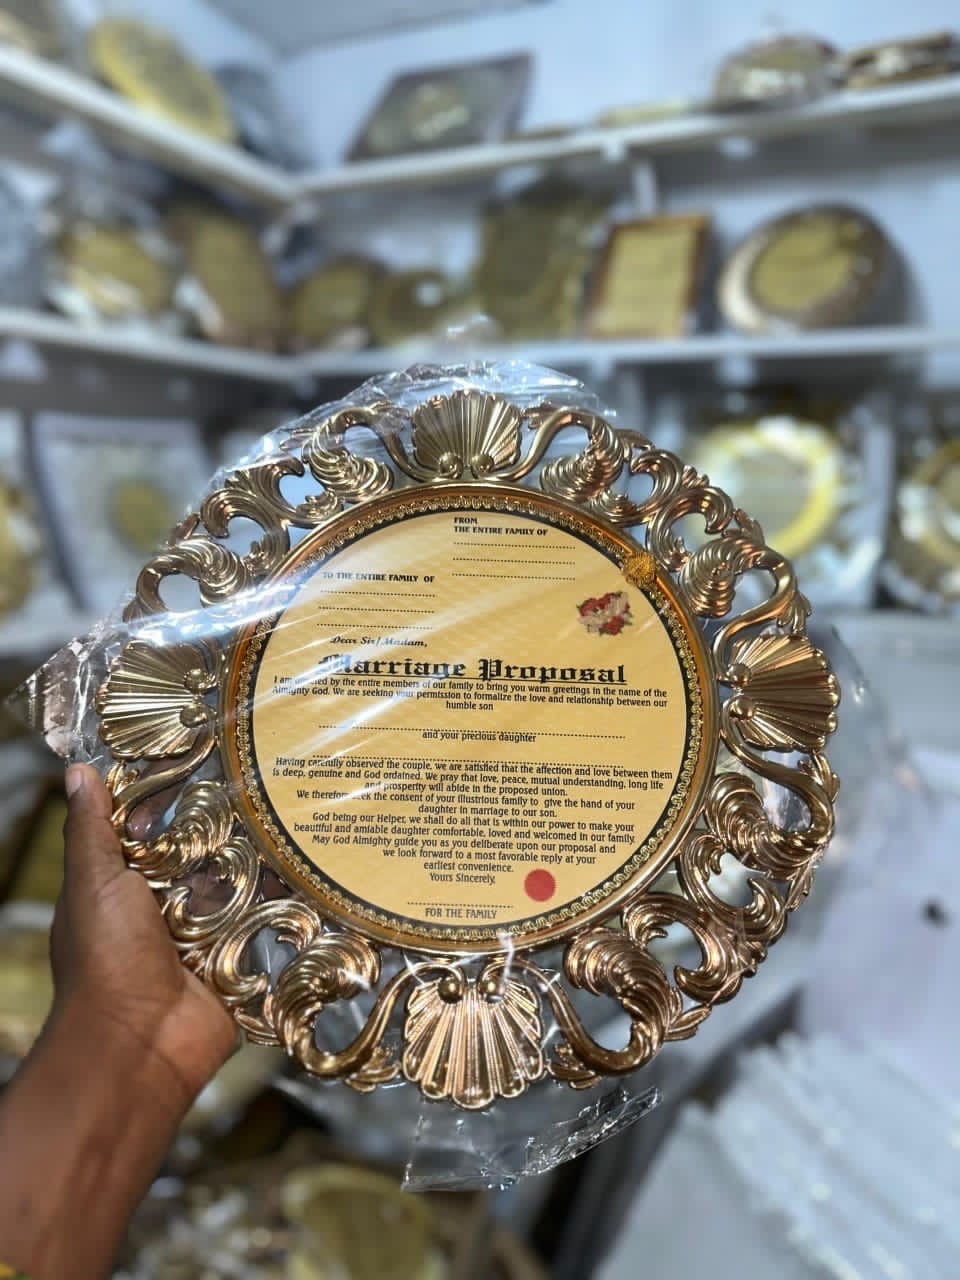 FROM
THE ENTIRE FAMILY OF
TO THE ENTIRE FAMILY OF
Dear Sir/Madam,
Marriage Proposal
I am by the entire members of our family to bring you warm greetings in the name of the
Almighty God. We are seeking your permission to formalize the love and relationship between our
humble son
and your precious daughter
Having carefully observed the couple, we are satisfied that the affection and love between them
is deep, genuine and God ordained. We pray that love, peace, mutual understanding, long life
and prosperity will abide in the proposed union.
We therefore seek the consent of your illustrious family to give the hand of your
daughter in marriage to our son.
God being our Helper, we shall do all that is within our power to make your
beautiful and amiable daughter comfortable, loved and welcomed in our family.
May God Almighty guide you as you deliberate upon our proposal and
we look forward to a most favorable reply at your
earliest convenience.
Yours Sincerely,
FOR THE FAMILY